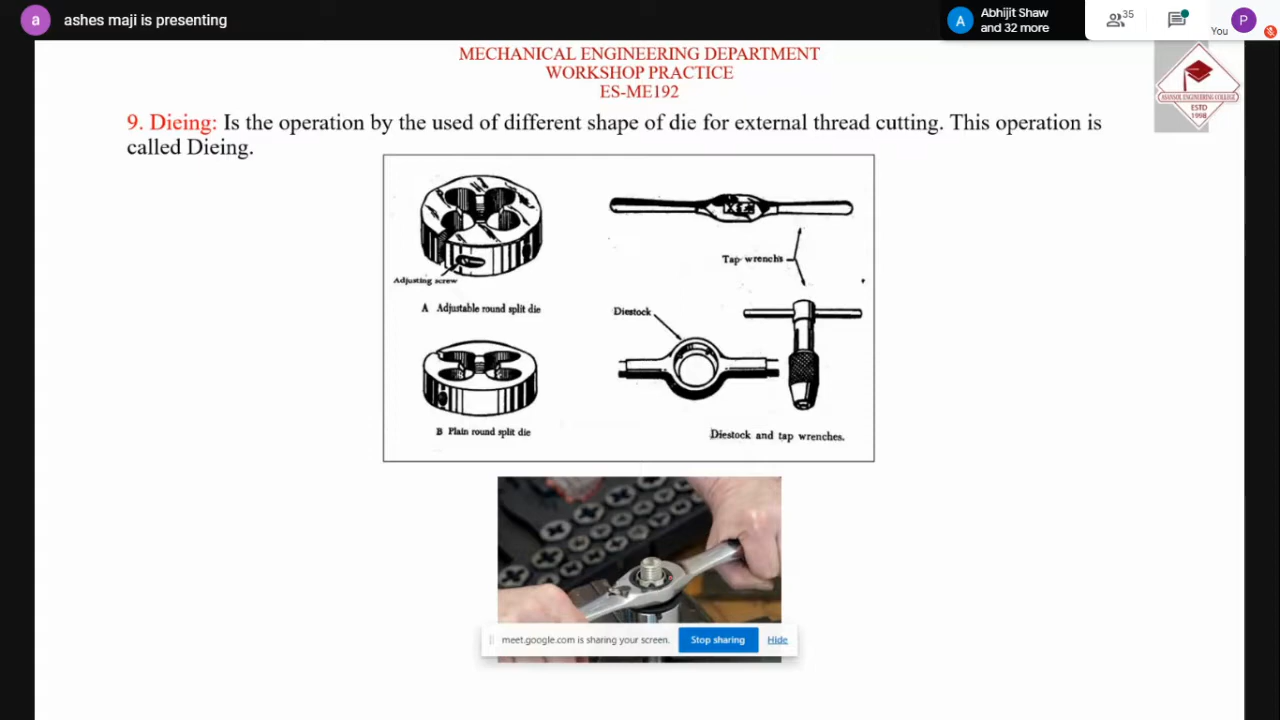 a ashes maji is presenting
A Abhijit Shaw
and 32 more
35
You P
MECHANICAL ENGINEERING DEPARTMENT
WORKSHOP PRACTICE
ES-ME192
ASANSOL ENGINEERING COLLEGE
ESTD
1998
9. Dieing: Is the operation by the used of different shape of die for external thread cutting. This operation is
called Dieing.
Adjusting screw
A Adjustable round split die
Tap wrenchs
Diestock
B Plain round split die
Diestock and tap wrenches.
meet.google.com is sharing your screen. Stop sharing Hide